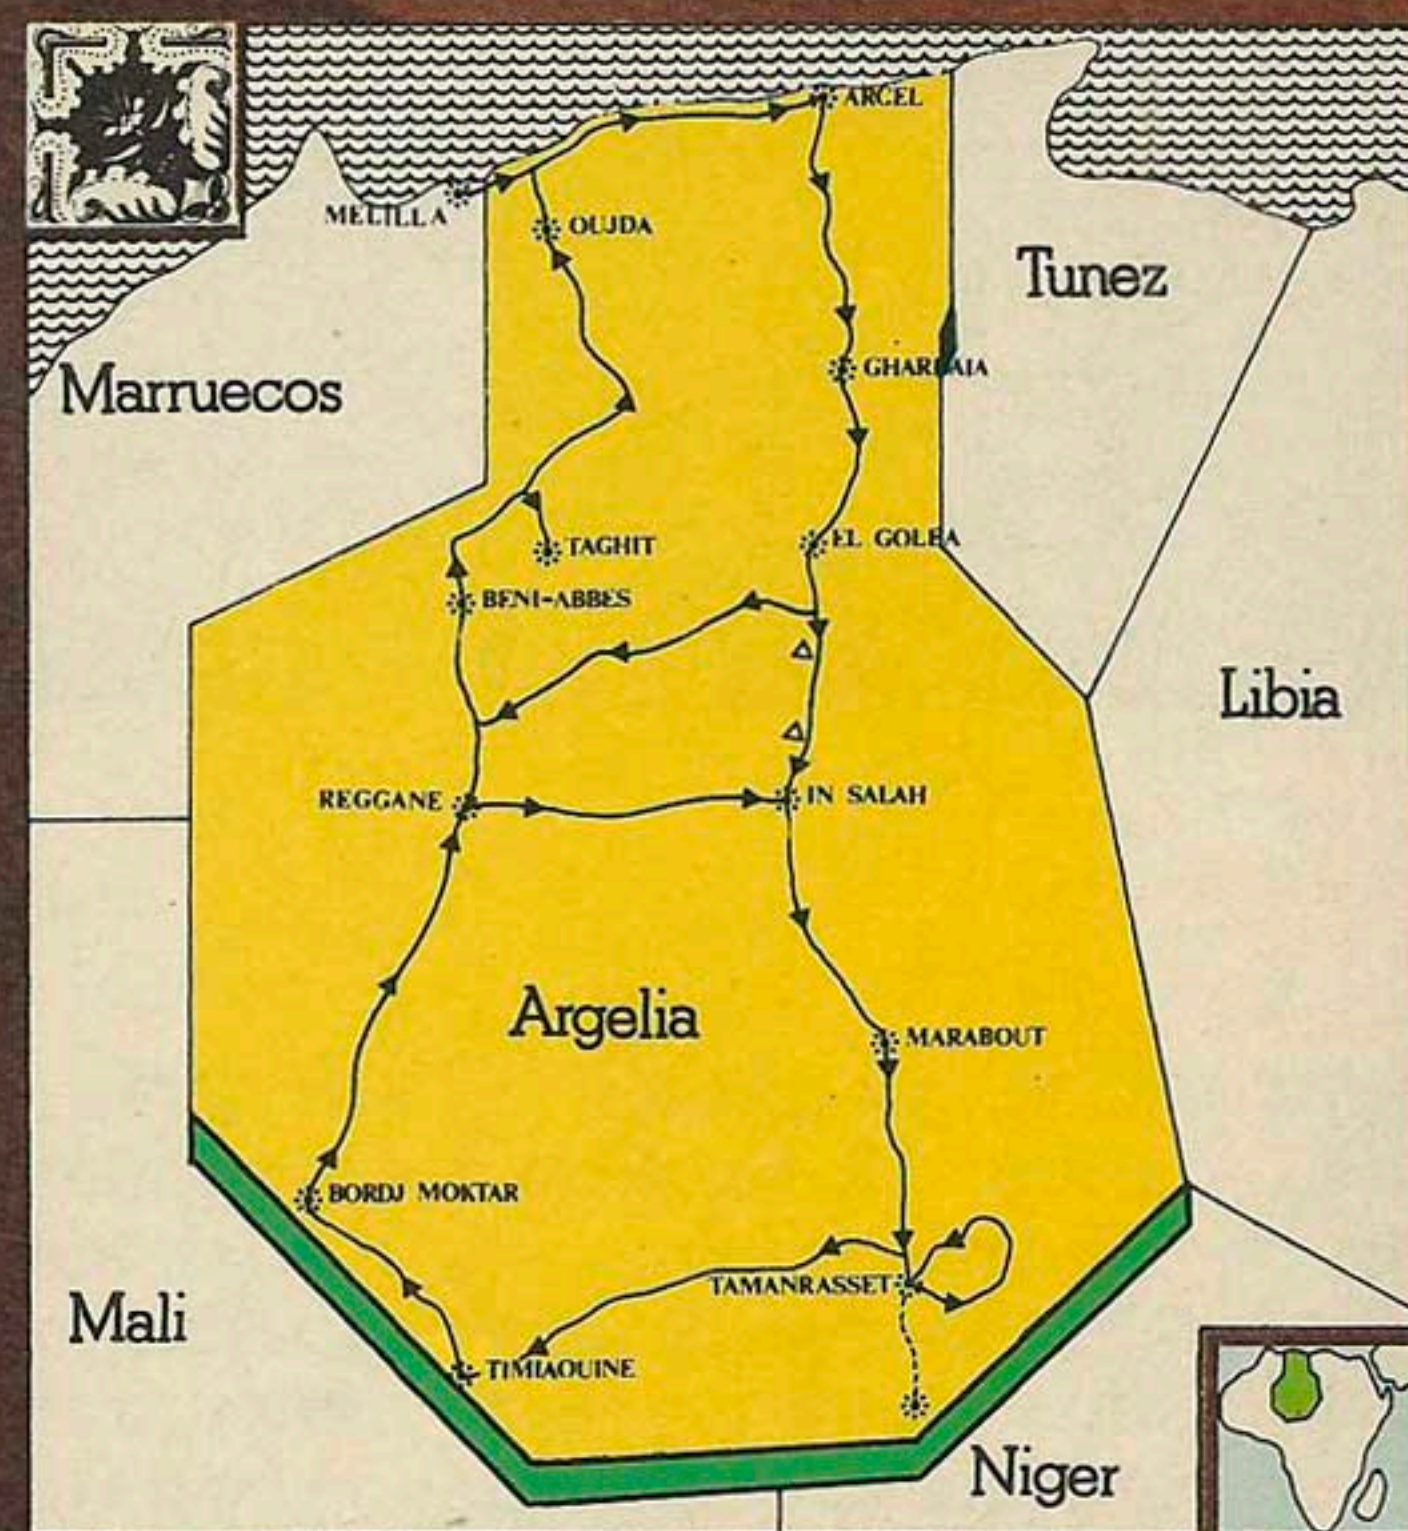 ARGEL
MELILLA
OUJDA
Tunez
GHARDAIA
Marruecos
EL GOLEA
TAGHIT
BENI-ABBES
Libia
REGGANE
IN SALAH
Argelia
MARABOUT
BORDJ MOKTAR
TAMANRASSET
Mali
TIMIAOUINE
Niger